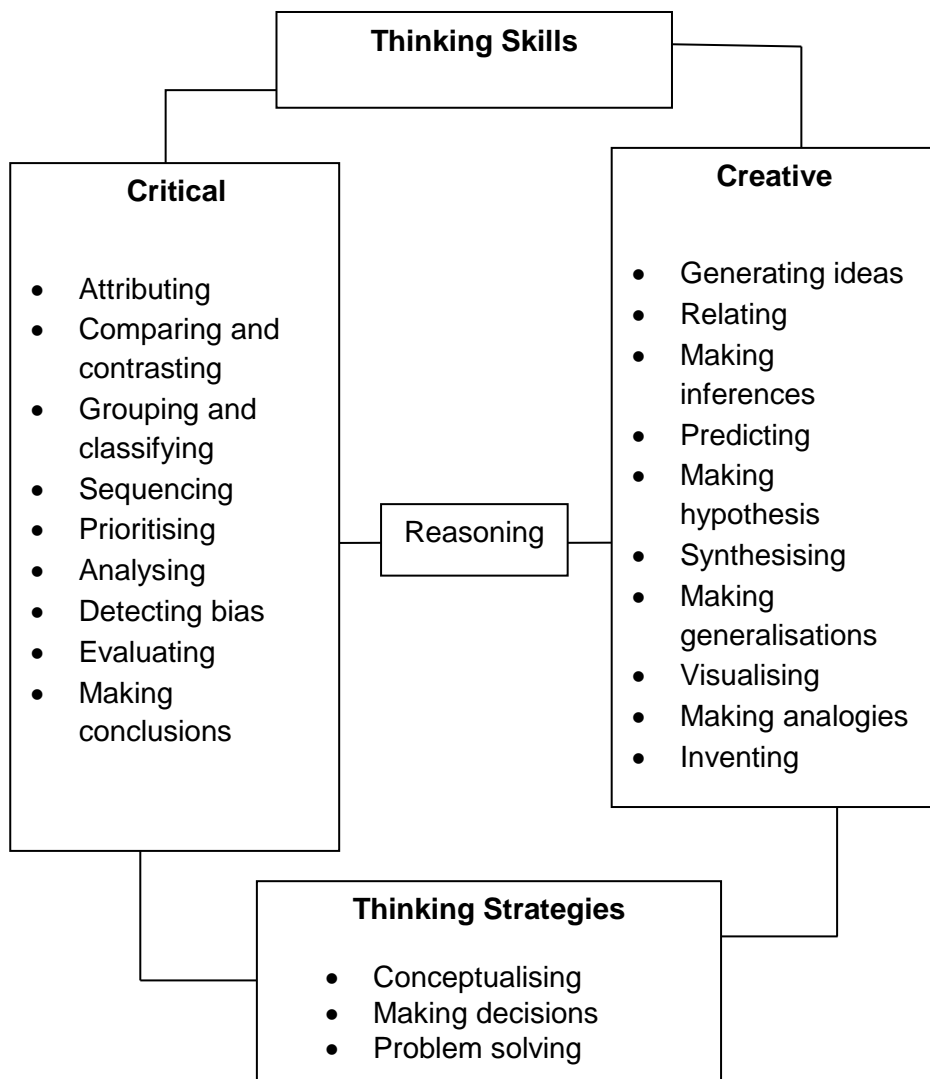 Thinking Skills
Critical
• Attributing
• Comparing and
contrasting
• Grouping and
classifying
• Sequencing
• Prioritising
• Analysing
• Detecting bias
• Evaluating
• Making
conclusions
Reasoning
Creative
• Generating ideas
• Relating
• Making
inferences
• Predicting
• Making
hypothesis
• Synthesising
• Making
generalisations
• Visualising
• Making analogies
• Inventing
Thinking Strategies
• Conceptualising
• Making decisions
• Problem solving